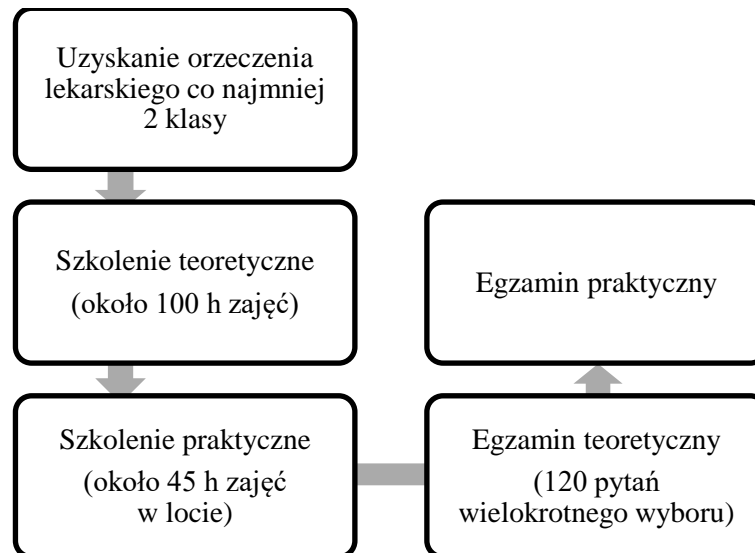 Uzyskanie orzeczenia
lekarskiego co najmniej
2 klasy
Szkolenie teoretyczne
(około 100 h zajęć)
Szkolenie praktyczne
(około 45 h zajęć
w locie)
Egzamin teoretyczny
(120 pytań
wielokrotnego wyboru)
Egzamin praktyczny